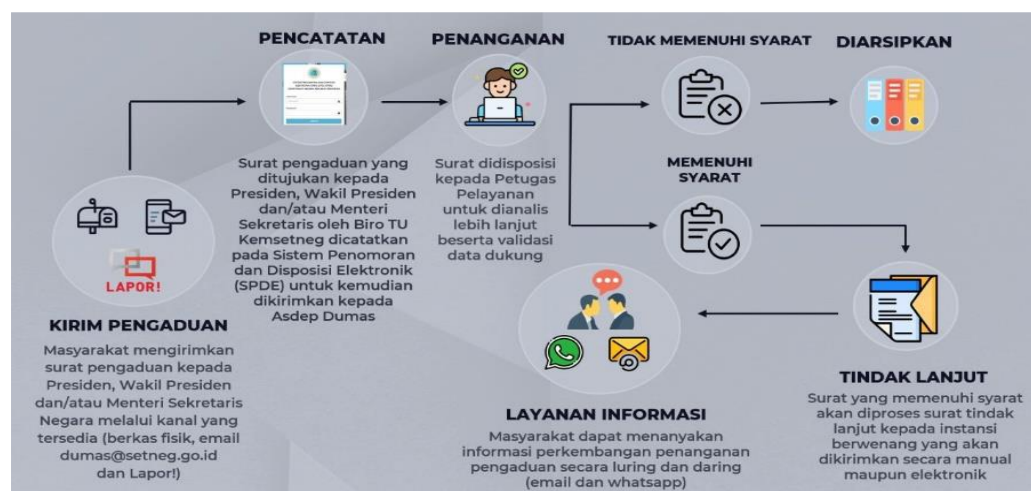 KIRIM PENGADUAN
Masyarakat mengirimkan
surat pengaduan kepada
Presiden, Wakil Presiden
dan/atau Menteri Sekretaris
Negara melalui kanal yang
tersedia (berkas fisik, email
dumas@setneg.go.id
dan Lapor!)
LAPOR!
PENCATATAN
Surat pengaduan yang
ditujukan kepada
Presiden, Wakil Presiden
dan/atau Menteri
Sekretaris oleh Biro TU
Kemsetneg dicatatkan
pada Sistem Penomoran
dan Disposisi Elektronik
(SPDE) untuk kemudian
dikirimkan kepada
Asdep Dumas
PENANGANAN
Surat didisposisi
kepada Petugas
Pelayanan
untuk dianalis
lebih lanjut
beserta validasi
data dukung
TIDAK MEMENUHI SYARAT
DIARSIPKAN
MEMENUHI
SYARAT
TINDAK LANJUT
Surat yang memenuhi syarat
akan diproses surat tindak
lanjut kepada instansi
berwenang yang akan
dikirimkan secara manual
maupun elektronik
LAYANAN INFORMASI
Masyarakat dapat menanyakan
informasi perkembangan penanganan
pengaduan secara luring dan daring
(email dan whatsapp)